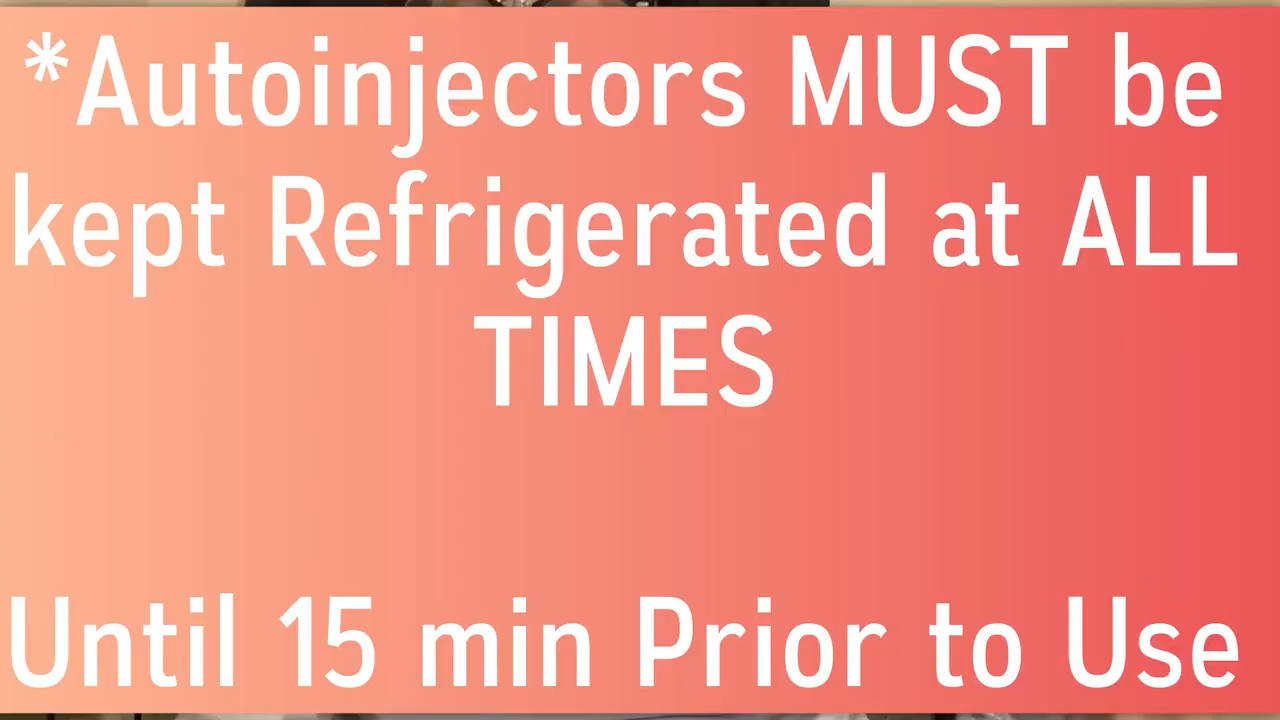 *Autoinjectors MUST be
kept Refrigerated at ALL
TIMES
Until 15 min Prior to Use